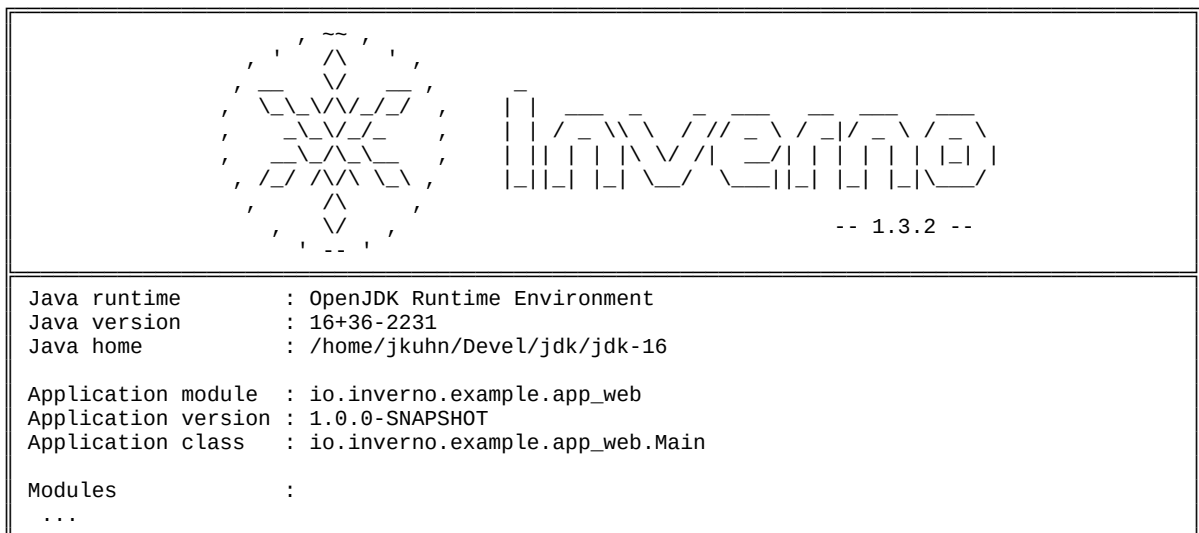 Inverno
-- 1.3.2 --
Java runtime : OpenJDK Runtime Environment
Java version : 16+36-2231
Java home : /home/jkuhn/Devel/jdk/jdk-16
Application module : io.inverno.example.app_web
Application version : 1.0.0-SNAPSHOT
Application class : io.inverno.example.app_web.Main
Modules :
...